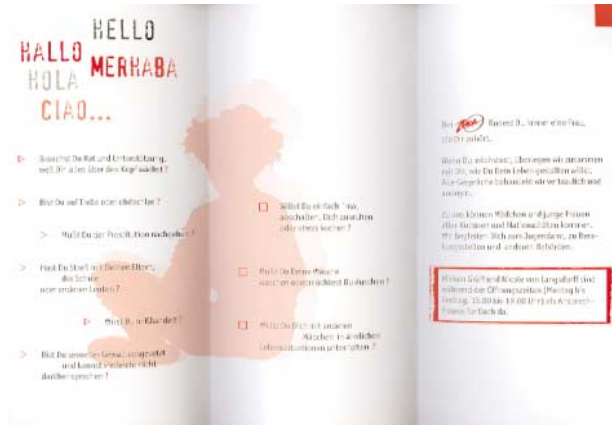 HELLO
HALLO
MERHABA
HOLA
CIAO...
Brauchst Du Rat und Unterstützung,
weil Dir alles über den Kopf wächst?
Bist Du auf Trebe oder obdachlos?
Mußt Du der Prostitution nachgehen?
Hast Du Streß mit Deinen Eltern,
der Schule
oder anderen Leuten?
Wirst Du mißhandelt?
Bist Du sexueller Gewalt ausgesetzt
und kannst vielleicht nicht
darüber sprechen?
Willst Du einfach 'mal
abschalten, Dich ausruhen
oder etwas kochen?
Mußt Du Deine Wäsche
waschen oder möchtest Du duschen?
Willst Du Dich mit anderen
Mädchen in ähnlichen
Lebenssituationen unterhalten?
Bei findest Du immer eine Frau,
die Dir zuhört.
Wenn Du möchtest, überlegen wir zusammen
mit Dir, wie Du Dein Leben gestalten willst.
Alle Gespräche behandeln wir vertraulich und
anonym.
Zu uns können Mädchen und junge Frauen
aller Kulturen und Nationalitäten kommen.
Wir begleiten Dich zum Jugendamt, zu Bera-
tungsstellen und anderen Behörden.
und Nicole von Langsdorff sind
während der Öffnungszeiten (Montag bis
Freitag, 15.00 bis 19.00 Uhr) als Ansprech-
frauen für Euch da.